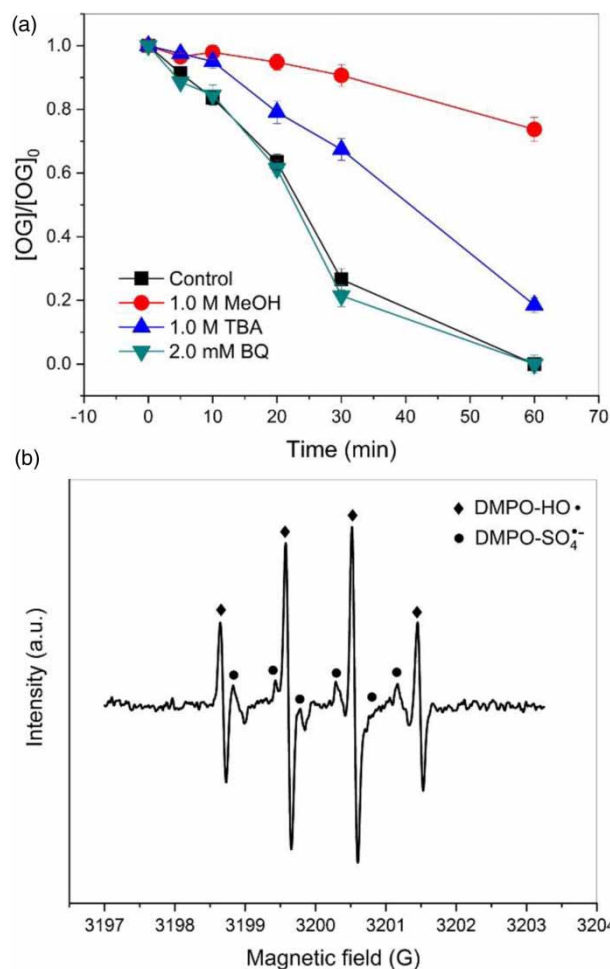 (a)
1.0
0.8
0.6
0.4
0.2
0.0
[OG]/[OG]₀
Control
1.0 M MeOH
1.0 M TBA
2.0 mM BQ
-10 0 10 20 30 40 50 60 70
Time (min)
(b)
DMPO-HO •
DMPO-SO₄•⁻
Intensity (a.u.)
3197 3198 3199 3200 3201 3202 3203 3204
Magnetic field (G)